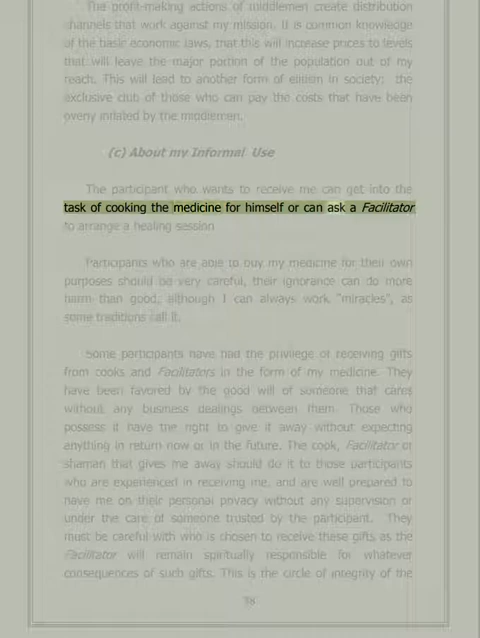 The profit-making actions of middlemen create distribution
channels that work against my mission. It is common knowledge
of the basic economic laws, that this will increase prices to levels
that will leave the major portion of the population out of my
reach. This will lead to another form of elitism in society: the
exclusive club of those who can pay the costs that have been
overly inflated by the middlemen.
(c) About my Informal Use
The participant who wants to receive me can get into the
task of cooking the medicine for himself or can ask a Facilitator
to arrange a healing session
Participants who are able to buy my medicine for their own
purposes should be very careful, their ignorance can do more
harm than good, although I can always work "miracles", as
some traditions call it.
Some participants have had the privilege of receiving gifts
from cooks and Facilitators in the form of my medicine. They
have been favored by the good will of someone that cares
without any business dealings between them. Those who
possess it have the right to give it away without expecting
anything in return now or in the future. The cook, Facilitator or
shaman that gives me away should do it to those participants
who are experienced in receiving me, and are well prepared to
have me on their personal privacy without any supervision or
under the care of someone trusted by the participant. They
must be careful with who is chosen to receive these gifts as the
Facilitator will remain spiritually responsible for whatever
consequences of such gifts. This is the circle of integrity of the